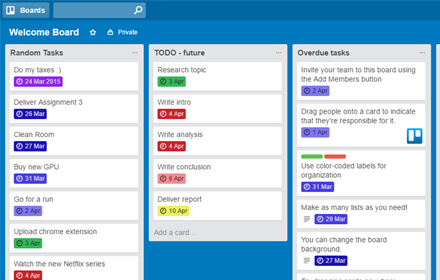 Boards
Welcome Board
Private
Random Tasks
Do my taxes :)
24 Mar 2015
Deliver Assignment 3
26 Mar
Clean Room
27 Mar
Buy new GPU
31 Mar
Go for a run
2 Apr
Upload chrome extension
3 Apr
Watch the new Netflix series
4 Apr
TODO - future
Research topic
3 Apr
Write intro
4 Apr
Write analysis
4 Apr
Write conclusion
6 Apr
Deliver report
10 Apr
Add a card...
Overdue tasks
Invite your team to this board using
the Add Members button
2 Apr
Drag people onto a card to indicate
that they're responsible for it.
1 Apr
Use color-coded labels for
organization
31 Mar
Make as many lists as you need!
29 Mar
You can change the board
background.
27 Mar